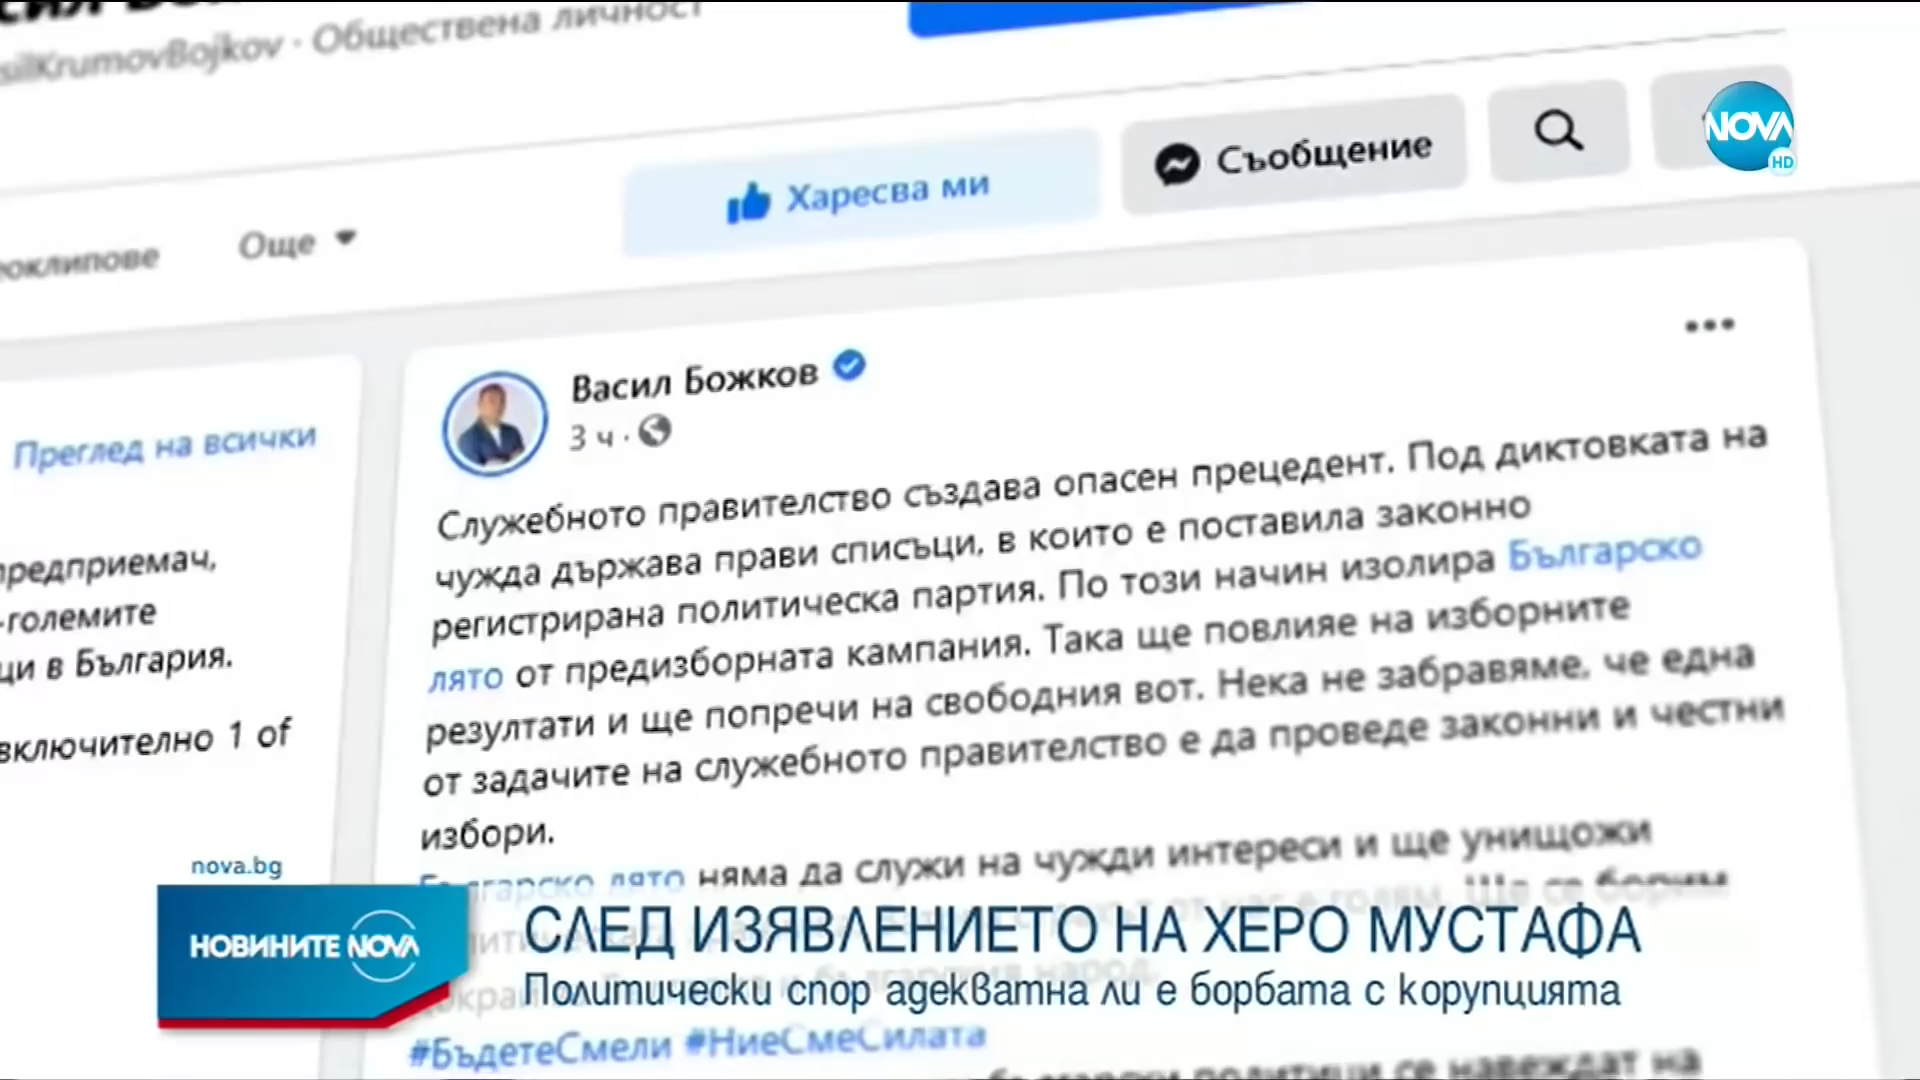 silKrumovBojkov · Обществена личност
NOVA
HD
Харесва ми
Съобщение
Още
Васил Божков
3 ч ·
Преглед на всички
Служебното правителство създава опасен прецедент. Под диктовката на
чужда държава прави списъци, в които е поставила законно
регистрирана политическа партия. По този начин изолира Българско
лято от предизборната кампания. Така ще повлияе на изборните
резултати и ще попречи на свободния вот. Нека не забравяме, че една
от задачите на служебното правителство е да проведе законни и честни
избори.
лято няма да служи на чужди интереси и ще унищожи
предприемач,
-големите
ци в България.
включително 1 of
nova.bg
НОВИНИТЕ NOVA
СЛЕД ИЗЯВЛЕНИЕТО НА ХЕРО МУСТАФА
Политически спор адекватна ли е борбата с корупцията
#БъдетеСмели #НиеСмеСилата
политици се навеждат на